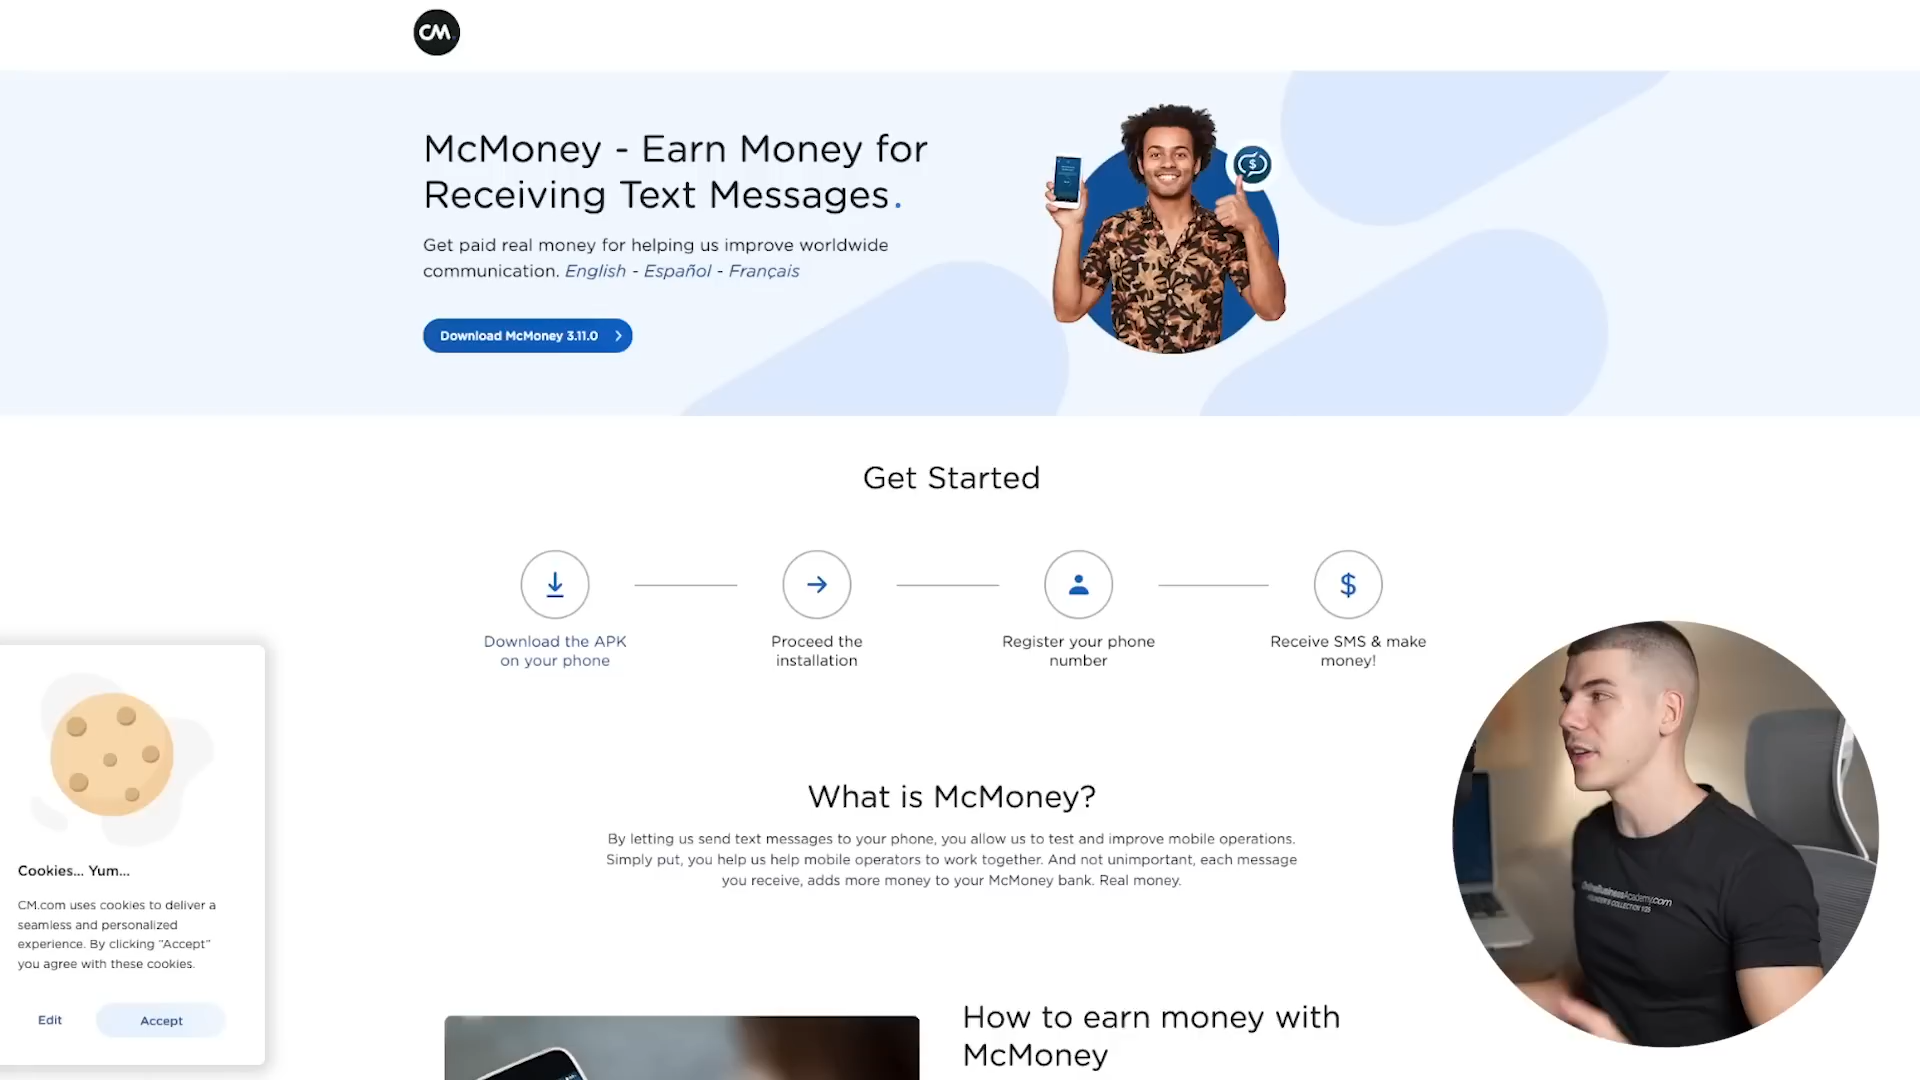 CM.
McMoney - Earn Money for
Receiving Text Messages.
Get paid real money for helping us improve worldwide
communication. English - Español - Français
Download McMoney 3.11.0
Get Started
Download the APK
on your phone
Proceed the
installation
Register your phone
number
Receive SMS & make
money!
What is McMoney?
By letting us send text messages to your phone, you allow us to test and improve mobile operations.
Simply put, you help us help mobile operators to work together. And not unimportant, each message
you receive, adds more money to your McMoney bank. Real money.
Cookies... Yum...
CM.com uses cookies to deliver a
seamless and personalized
experience. By clicking “Accept”
you agree with these cookies.
Edit
Accept
How to earn money with
McMoney
OnlineBusinessAcademy.com
FOUNDER'S COLLECTION